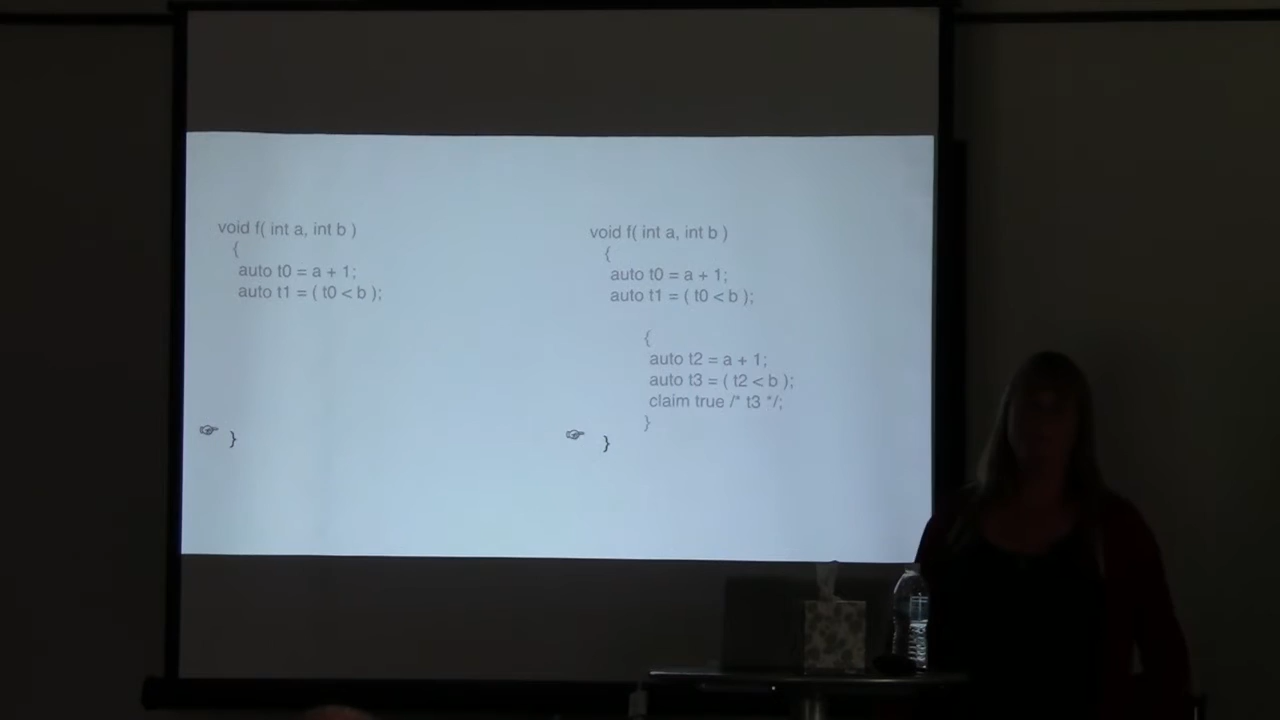 void f( int a, int b )
{
auto t0 = a + 1;
auto t1 = ( t0 < b );
☞ }
void f( int a, int b )
{
auto t0 = a + 1;
auto t1 = ( t0 < b );
{
auto t2 = a + 1;
auto t3 = ( t2 < b );
claim true /* t3 */;
}
☞ }